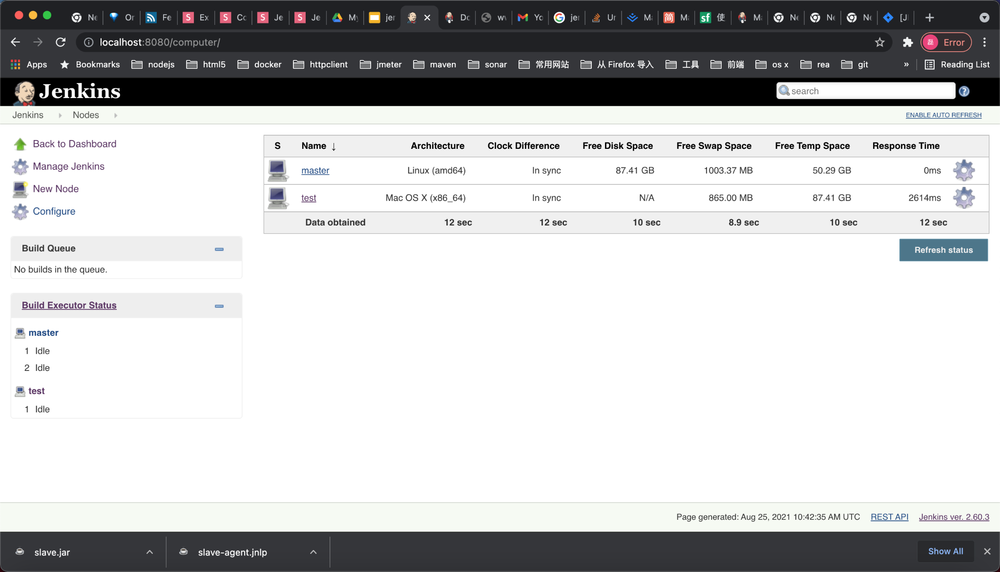 Ne Or Fe Ex Cc Je Je My jer Dc wv Yo jer Ur Ma Ma 使 Ma Ne Ne Ne [JI
localhost:8080/computer/
磊 Error
Apps Bookmarks nodejs html5 docker httpclient jmeter maven sonar 常用网站 从 Firefox 导入 工具 前端 os x rea git » Reading List
Jenkins
search
Jenkins Nodes
ENABLE AUTO REFRESH
Back to Dashboard
Manage Jenkins
New Node
Configure
Build Queue
No builds in the queue.
Build Executor Status
master
1 Idle
2 Idle
test
1 Idle
S Name ↓ Architecture Clock Difference Free Disk Space Free Swap Space Free Temp Space Response Time
master Linux (amd64) In sync 87.41 GB 1003.37 MB 50.29 GB 0ms
test Mac OS X (x86_64) In sync N/A 865.00 MB 87.41 GB 2614ms
Data obtained 12 sec 12 sec 10 sec 8.9 sec 10 sec 12 sec
Refresh status
Page generated: Aug 25, 2021 10:42:35 AM UTC REST API Jenkins ver. 2.60.3
slave.jar slave-agent.jnlp Show All